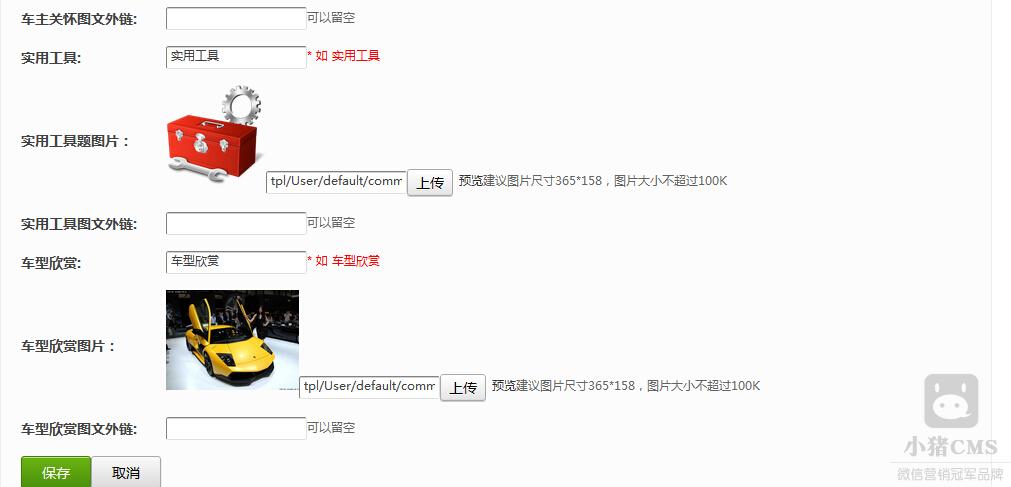 车主关怀图文外链: 可以留空
实用工具: 实用工具 * 如 实用工具
实用工具题图片： tpl/User/default/comm 上传 预览建议图片尺寸365*158，图片大小不超过100K
实用工具图文外链: 可以留空
车型欣赏: 车型欣赏 * 如 车型欣赏
车型欣赏图片： tpl/User/default/comm 上传 预览建议图片尺寸365*158，图片大小不超过100K
车型欣赏图文外链: 可以留空
保存 取消
小猪CMS
微信营销冠军品牌